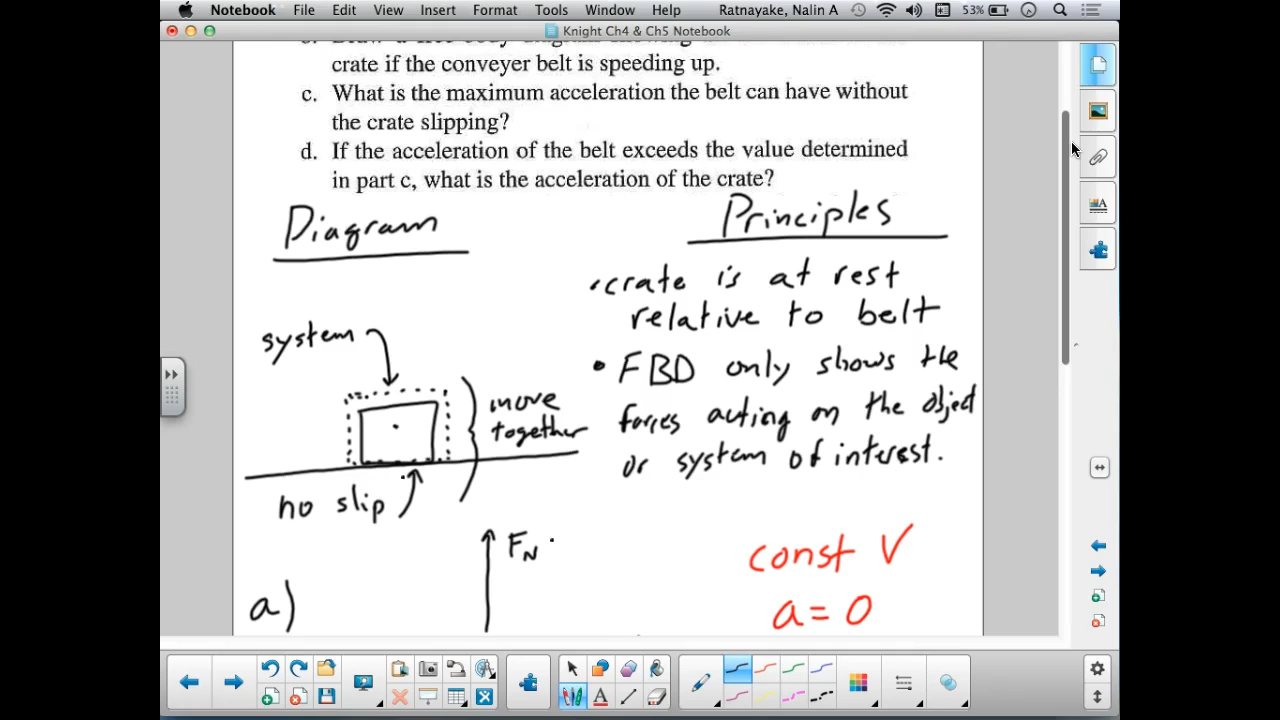 Notebook File Edit View Insert Format Tools Window Help Ratnayake, Nalin A 53%
Knight Ch4 & Ch5 Notebook
crate if the conveyer belt is speeding up.
c. What is the maximum acceleration the belt can have without
the crate slipping?
d. If the acceleration of the belt exceeds the value determined
in part c, what is the acceleration of the crate?
Diagram
Principles
• crate is at rest
relative to belt
system
• FBD only shows the
forces acting on the object
or system of interest.
move
together
no slip
FN
const V
a)
a = 0